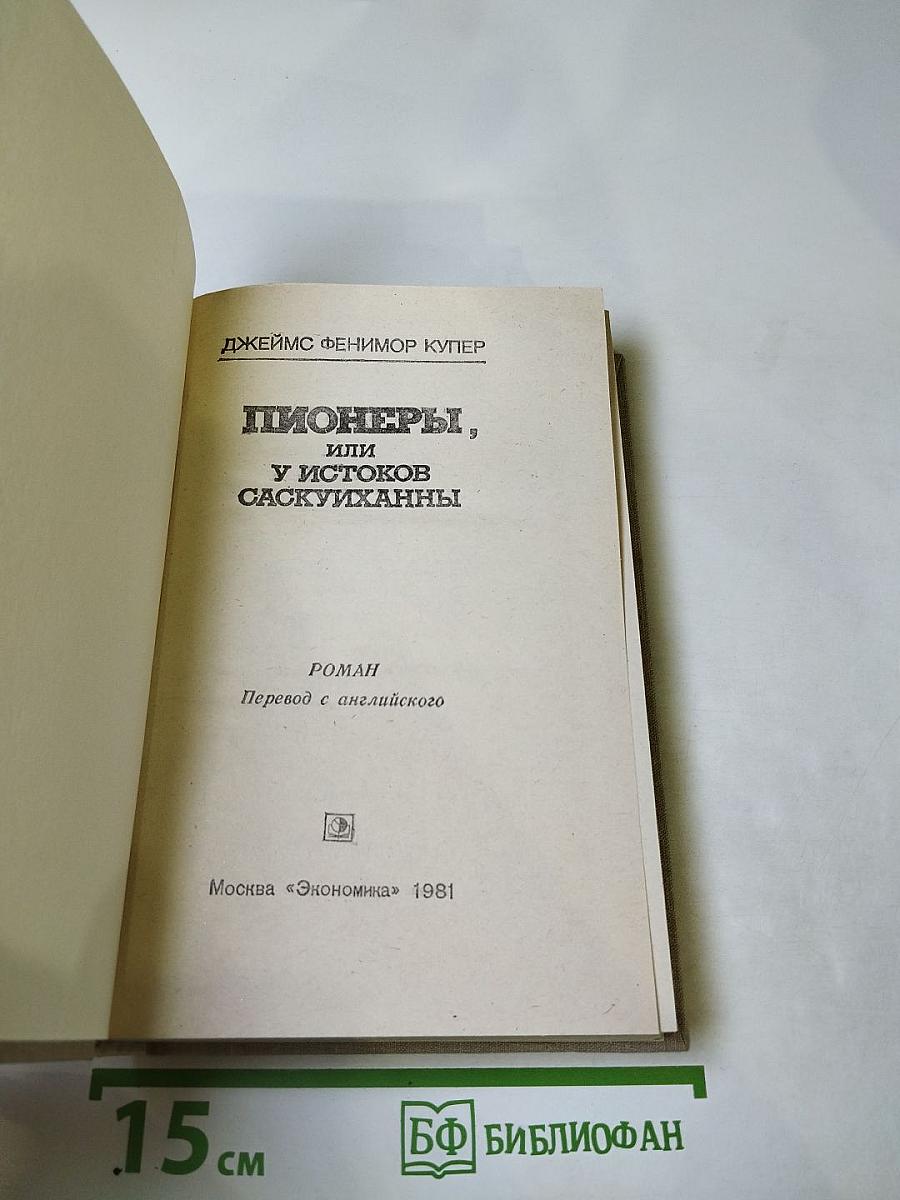 ДЖЕЙМС ФЕНИМОР КУПЕР
ПИОНЕРЫ,
ИЛИ
У ИСТОКОВ
САСКУИХАННЫ
РОМАН
Перевод с английского
Москва «Экономика» 1981
15 см
БФ БИБЛИОФАН